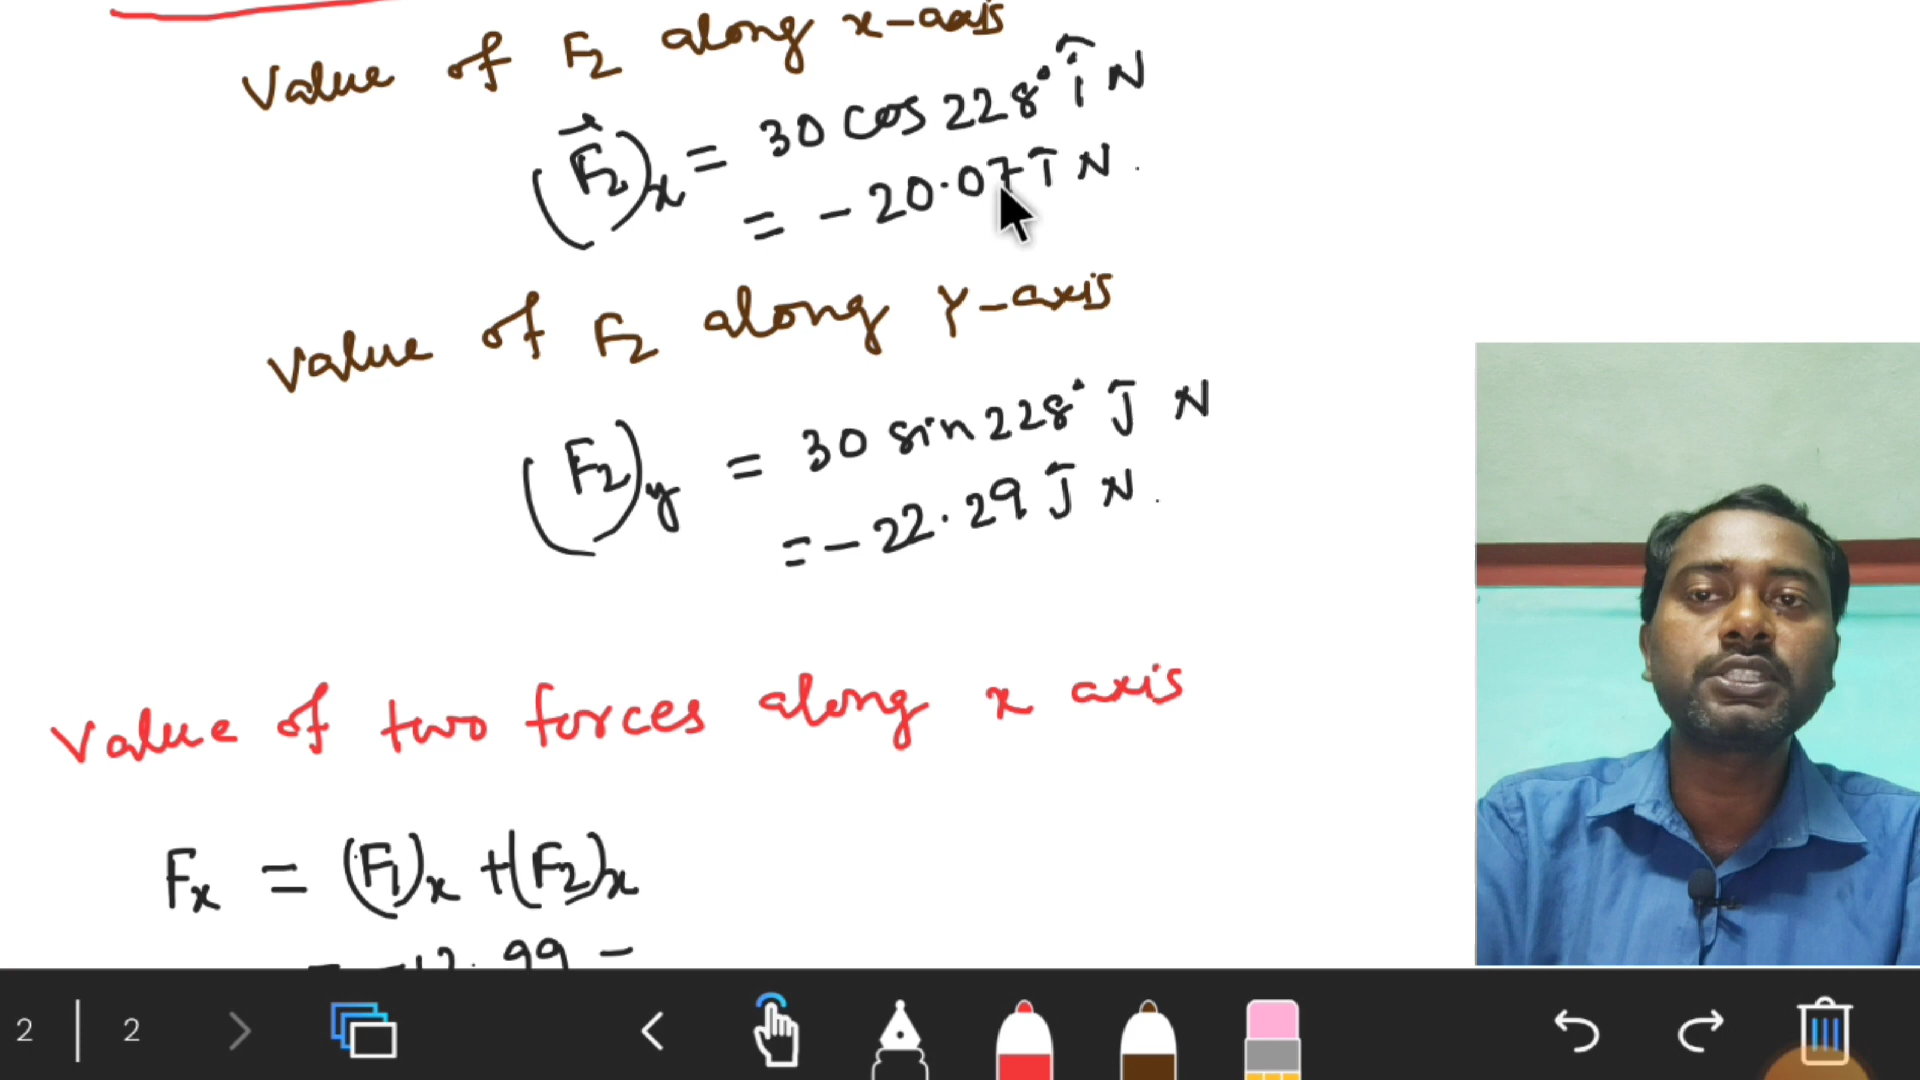 Value of F₂ along x-axis
(F⃗₂)x = 30 cos 228° î N
= -20.07 î N.
Value of F₂ along Y-axis
(F₂)y = 30 sin 228° ĵ N
= -22.29 ĵ N.
Value of two forces along x axis
Fx = (F₁)x + (F₂)x
2 | 2